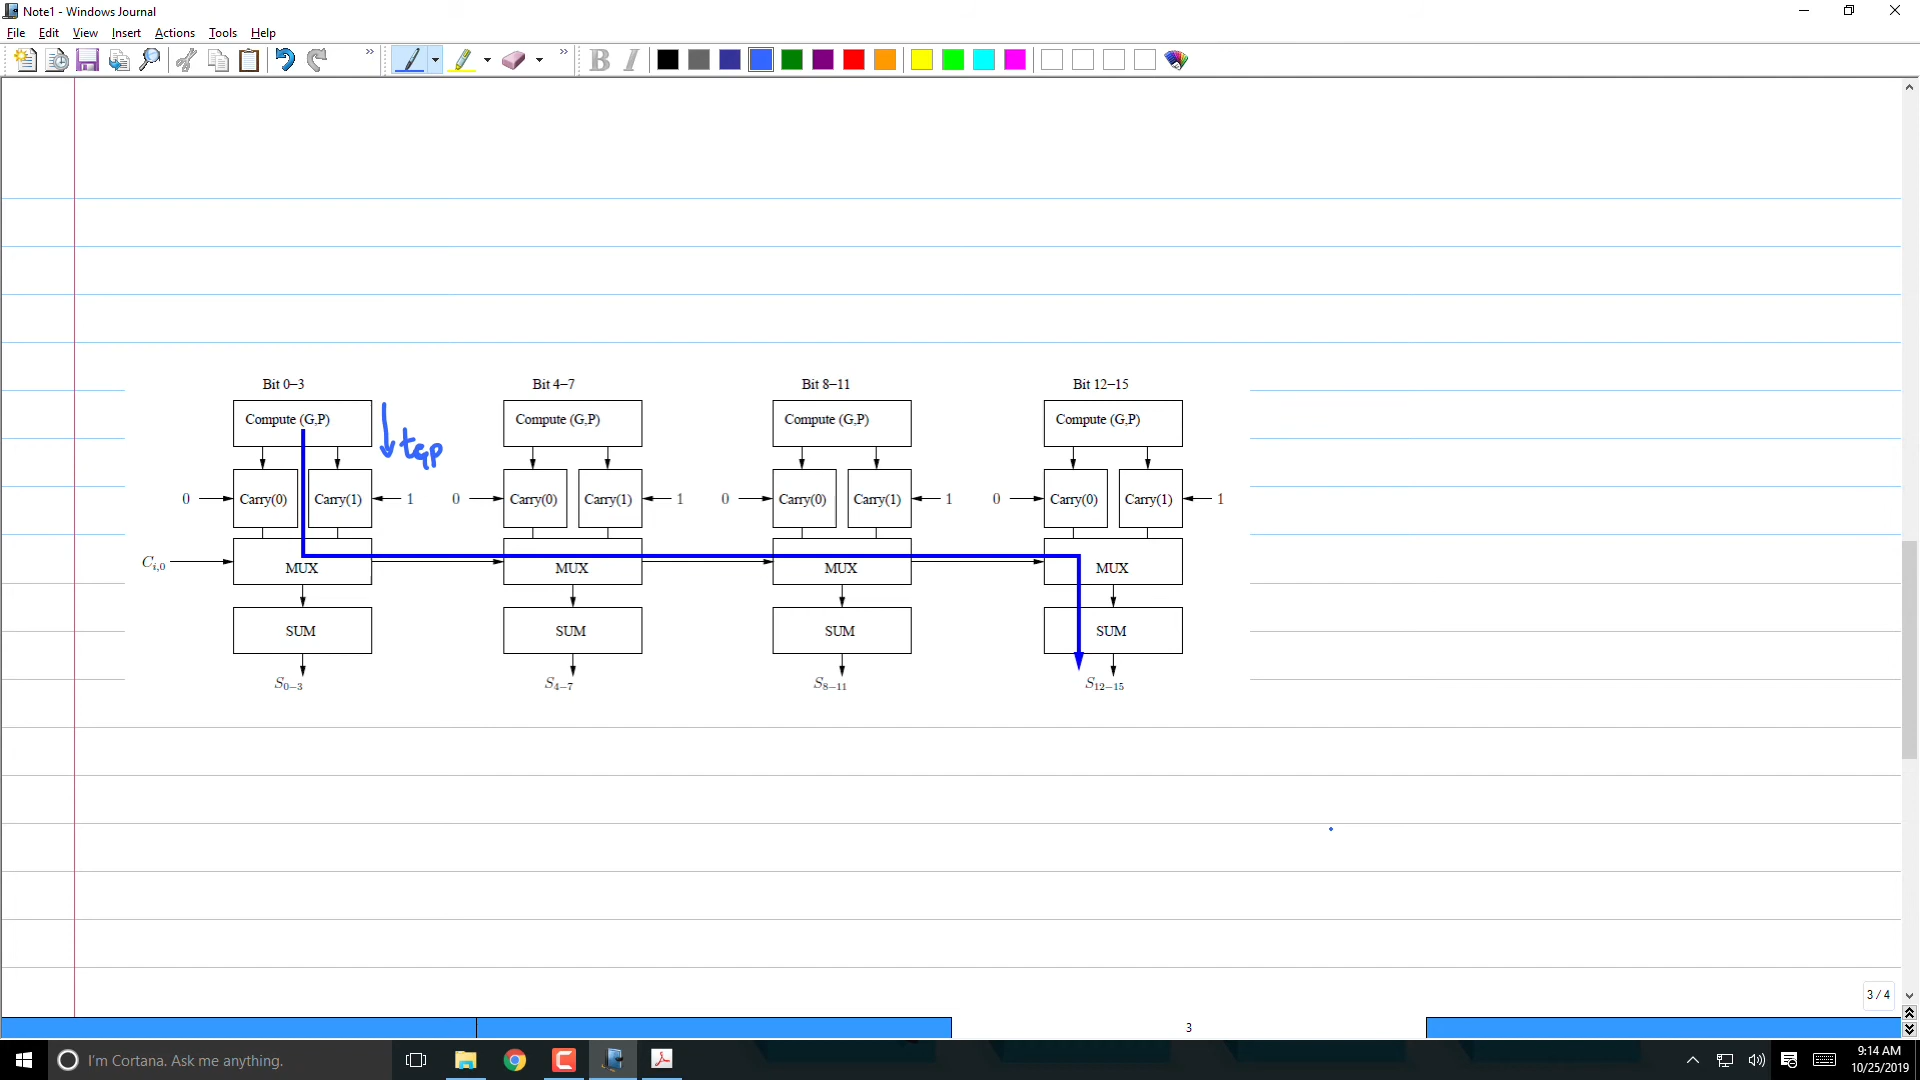 Note1 - Windows Journal
File Edit View Insert Actions Tools Help
B I
Bit 0–3 Bit 4–7 Bit 8–11 Bit 12–15
Compute (G,P) Compute (G,P) Compute (G,P) Compute (G,P)
tGP
0 Carry(0) Carry(1) 1 0 Carry(0) Carry(1) 1 0 Carry(0) Carry(1) 1 0 Carry(0) Carry(1) 1
Ci,0 MUX MUX MUX MUX
SUM SUM SUM SUM
S0−3 S4−7 S8−11 S12−15
3 / 4
3
I'm Cortana. Ask me anything.
9:14 AM
10/25/2019